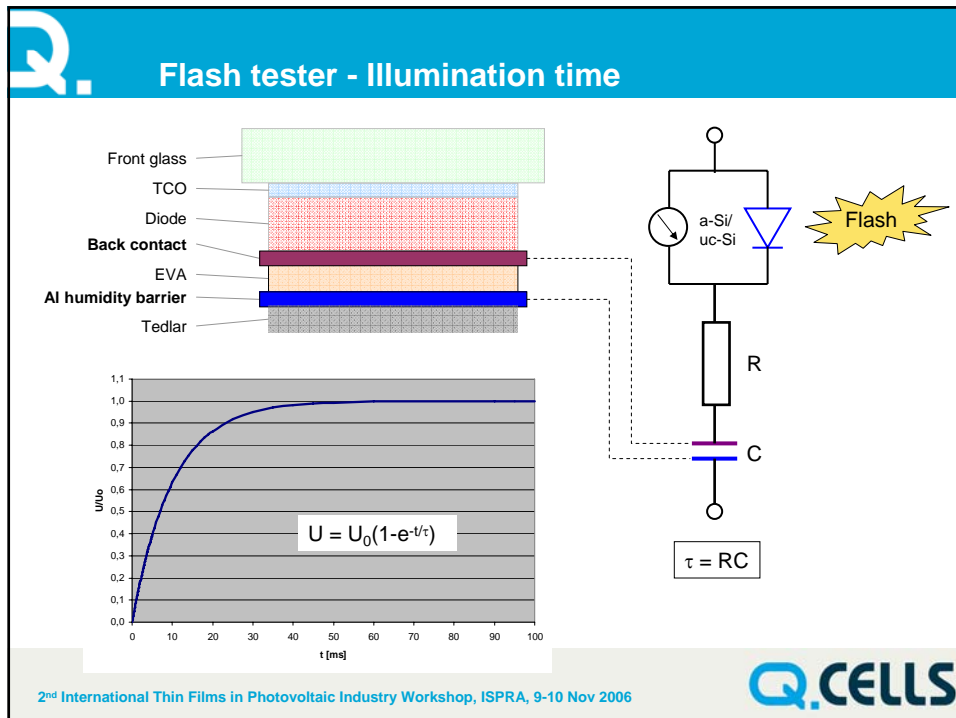 Q.
Flash tester - Illumination time
Front glass
TCO
Diode
Back contact
EVA
Al humidity barrier
Tedlar
a-Si/
uc-Si
Flash
R
C
τ = RC
1,1
1,0
0,9
0,8
0,7
0,6
0,5
0,4
0,3
0,2
0,1
0,0
U/Uo
U = U₀(1-e⁻ᵗ/τ)
0 10 20 30 40 50 60 70 80 90 100
t [ms]
2nd International Thin Films in Photovoltaic Industry Workshop, ISPRA, 9-10 Nov 2006
Q.CELLS